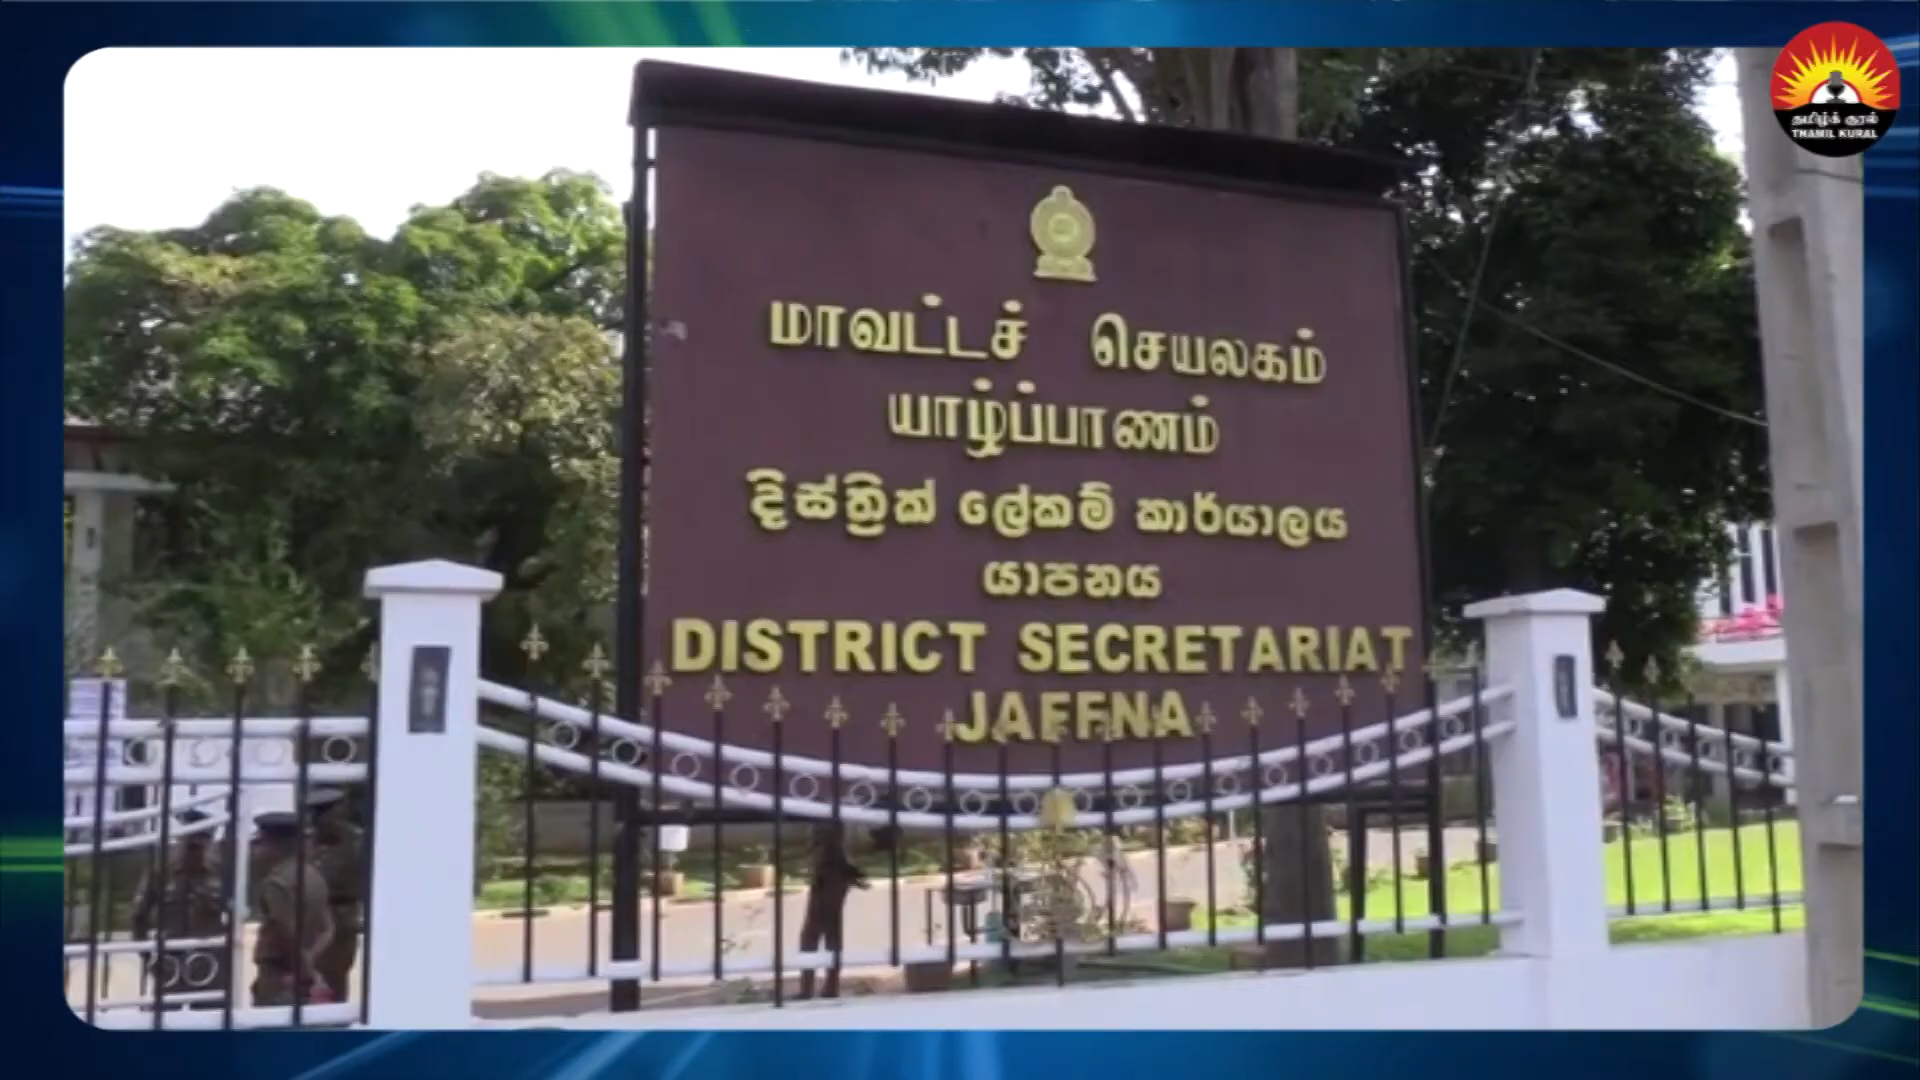 தமிழ்க் குரல்
THAMIL KURAL
மாவட்டச் செயலகம்
யாழ்ப்பாணம்
දිස්ත්‍රික් ලේකම් කාර්යාලය
යාපනය
DISTRICT SECRETARIAT
JAFFNA